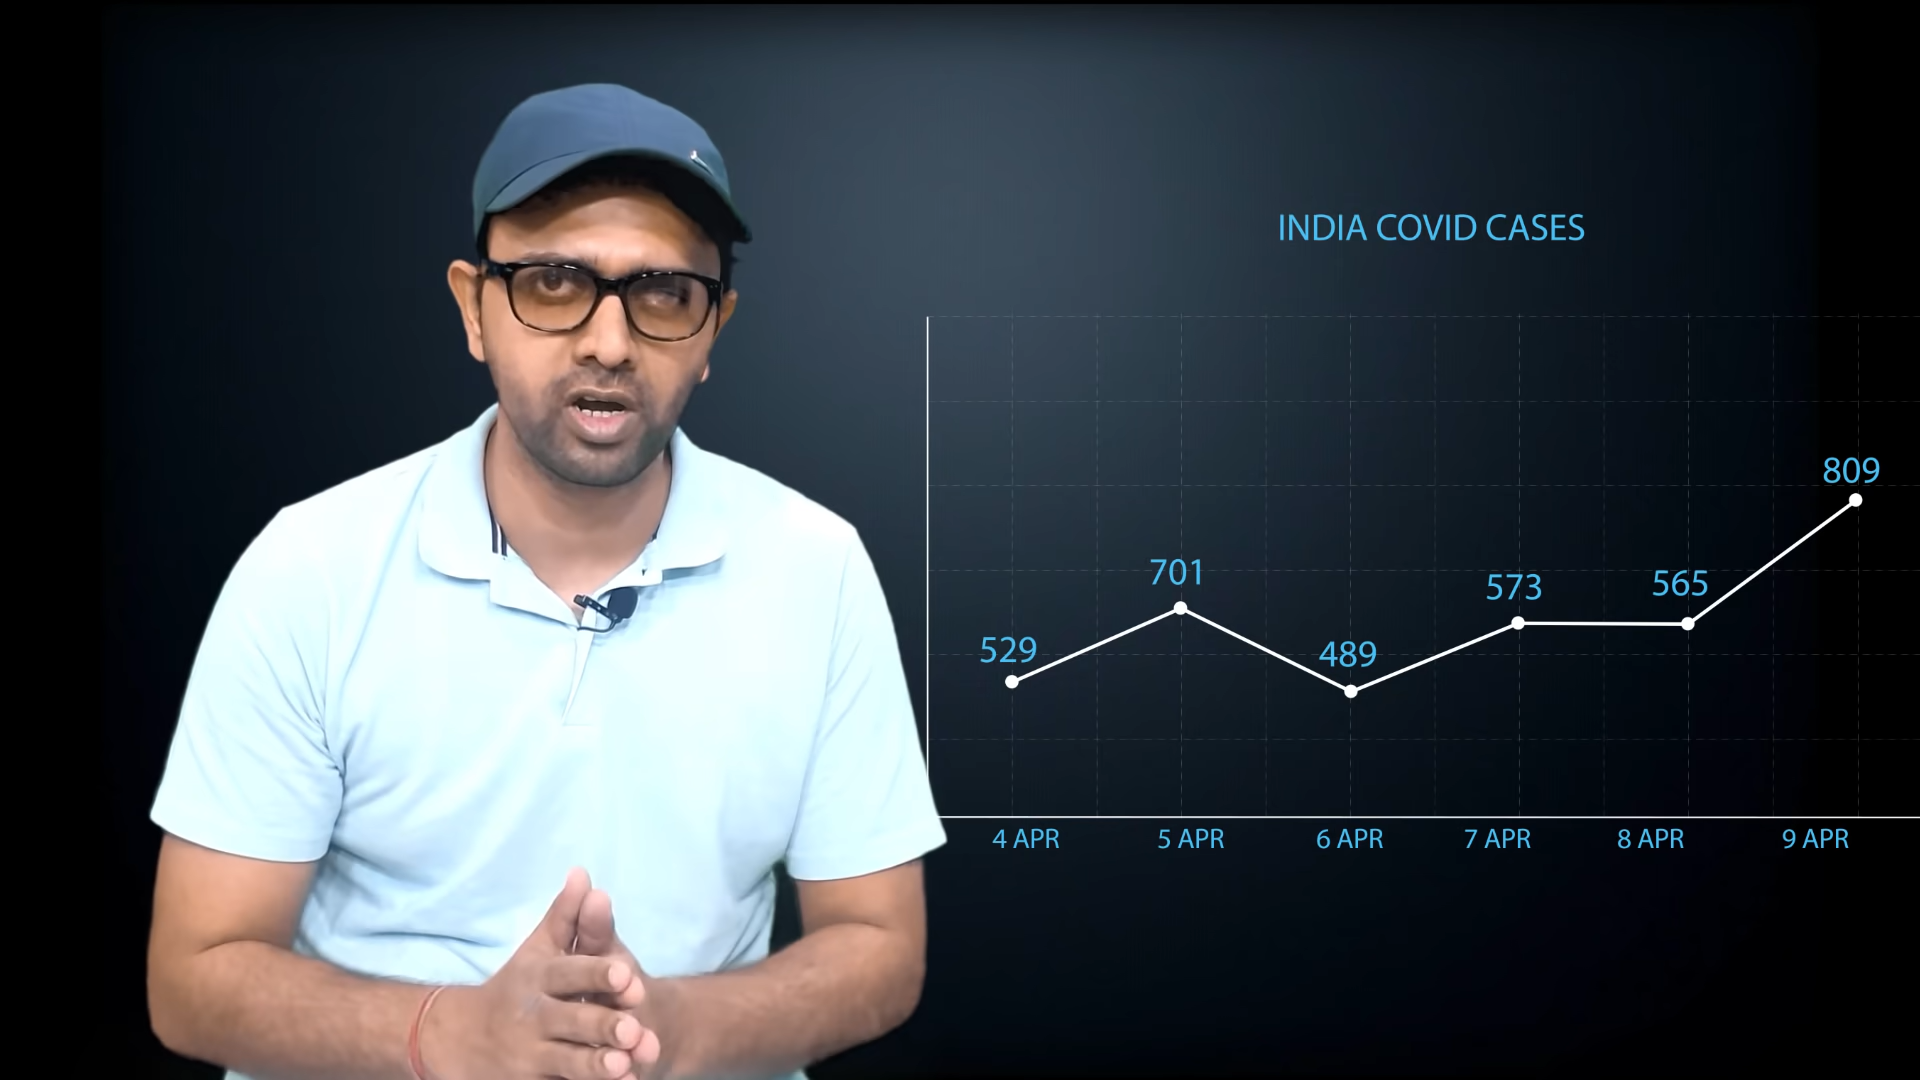 INDIA COVID CASES
809
701
573
565
529
489
4 APR
5 APR
6 APR
7 APR
8 APR
9 APR